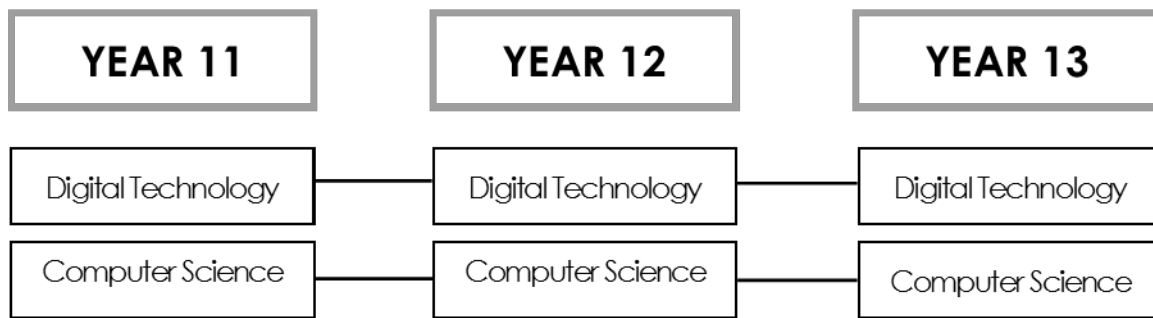 YEAR 11 YEAR 12 YEAR 13
Digital Technology Digital Technology Digital Technology
Computer Science Computer Science Computer Science